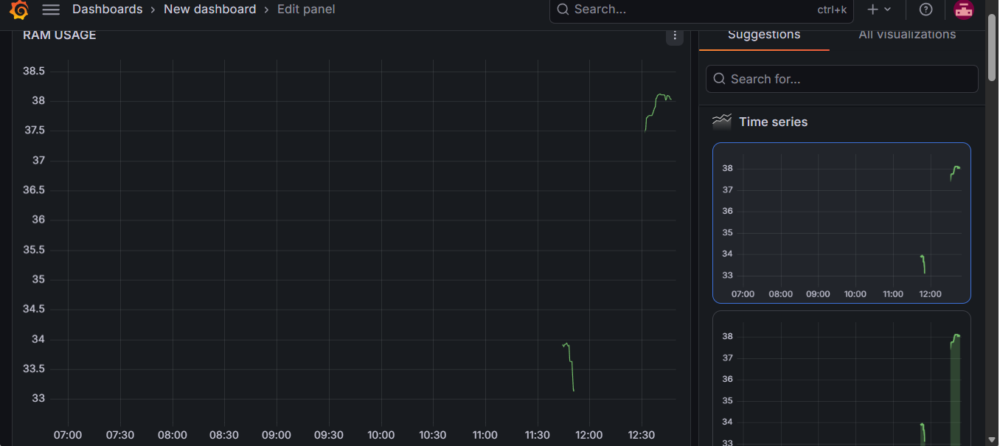 Dashboards › New dashboard › Edit panel
Search...
ctrl+k
RAM USAGE
38.5
38
37.5
37
36.5
36
35.5
35
34.5
34
33.5
33
07:00 07:30 08:00 08:30 09:00 09:30 10:00 10:30 11:00 11:30 12:00 12:30
Suggestions All visualizations
Search for...
Time series
38
37
36
35
34
33
07:00 08:00 09:00 10:00 11:00 12:00
38
37
36
35
34
33